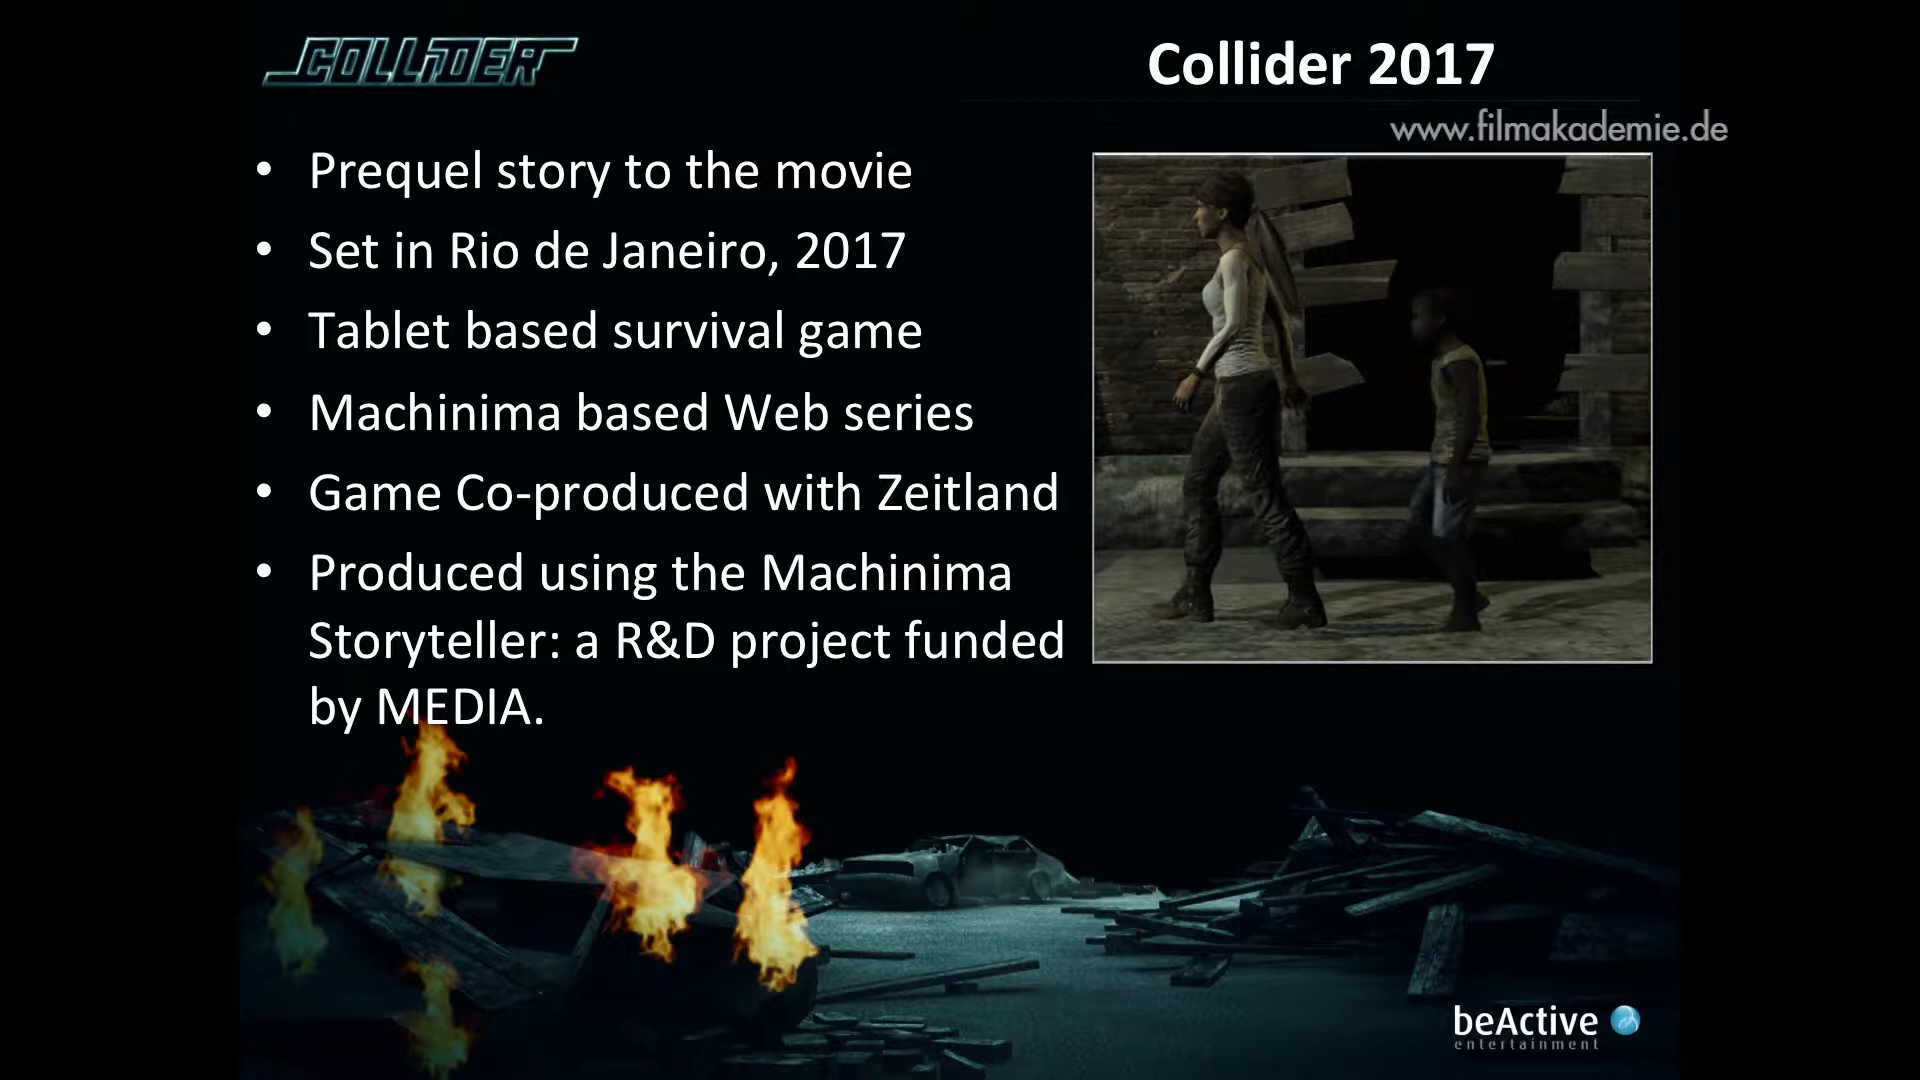 COLLIDER
Collider 2017
www.filmakademie.de
• Prequel story to the movie
• Set in Rio de Janeiro, 2017
• Tablet based survival game
• Machinima based Web series
• Game Co-produced with Zeitland
• Produced using the Machinima
Storyteller: a R&D project funded
by MEDIA.
beActive
entertainment